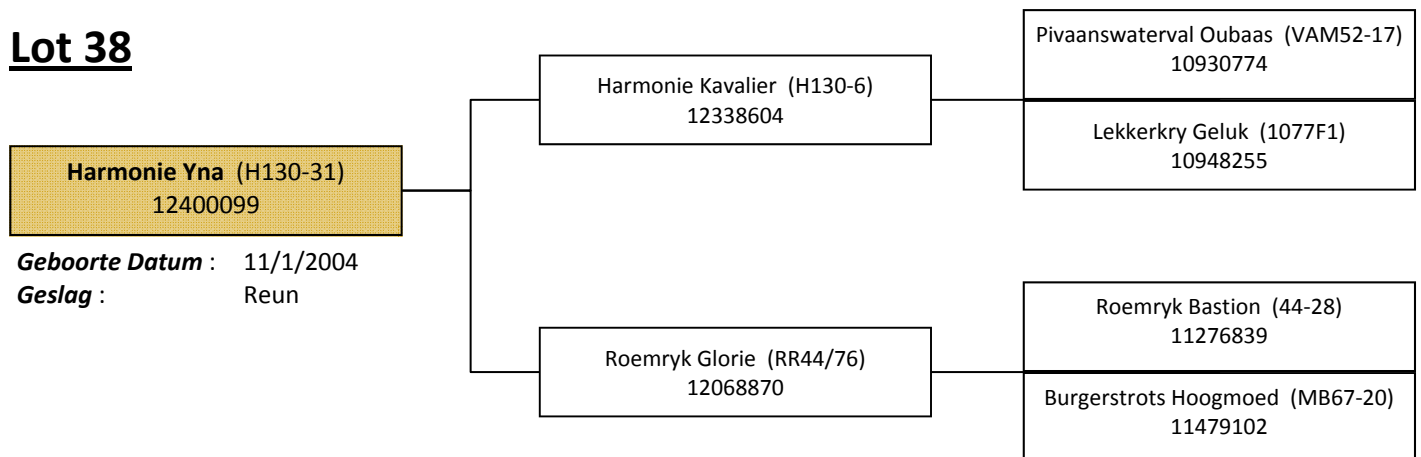 Lot 38
Harmonie Yna (H130-31)
12400099
Geboorte Datum : 11/1/2004
Geslag : Reun
Harmonie Kavalier (H130-6)
12338604
Roemryk Glorie (RR44/76)
12068870
Pivaanswaterval Oubaas (VAM52-17)
10930774
Lekkerkry Geluk (1077F1)
10948255
Roemryk Bastion (44-28)
11276839
Burgerstrots Hoogmoed (MB67-20)
11479102